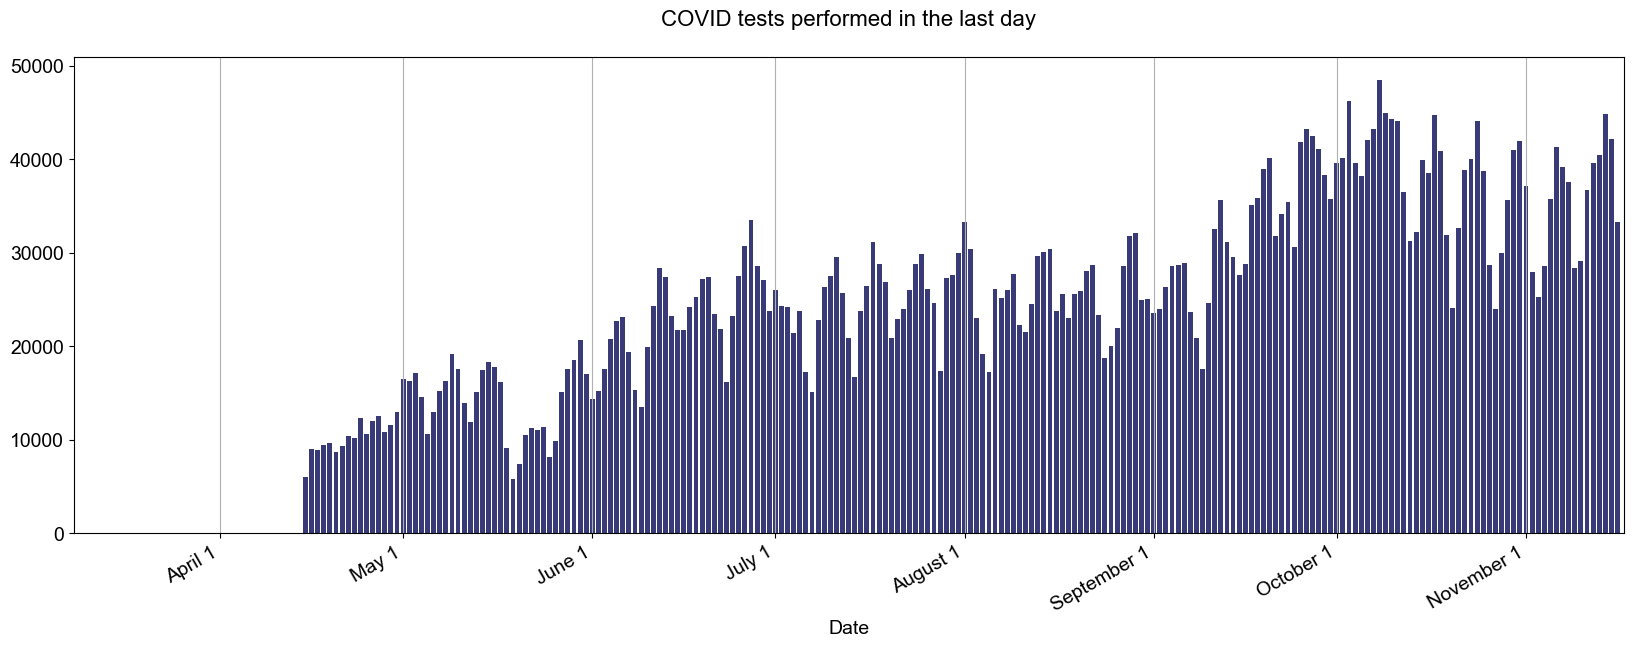 COVID tests performed in the last day
50000
40000
30000
20000
10000
0
April 1
May 1
June 1
July 1
August 1
September 1
October 1
November 1
Date